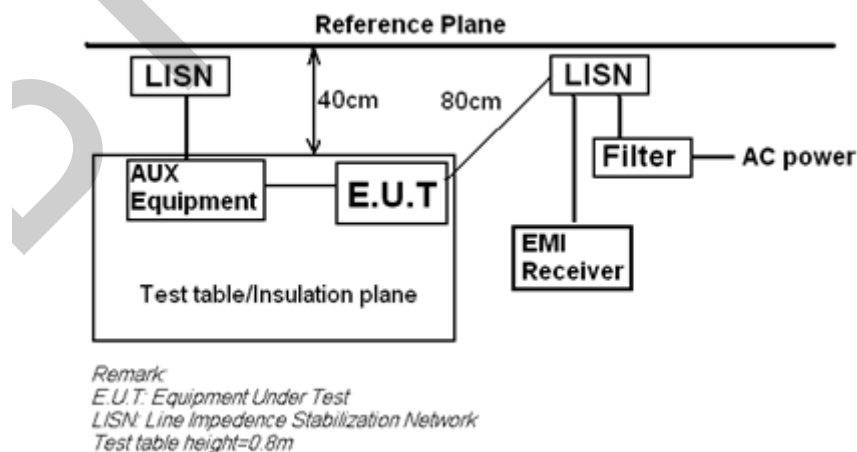 Reference Plane
LISN
40cm
80cm
LISN
Filter
AC power
AUX
Equipment
E.U.T
EMI
Receiver
Test table/Insulation plane
Remark
E.U.T: Equipment Under Test
LISN: Line Impedence Stabilization Network
Test table height=0.8m